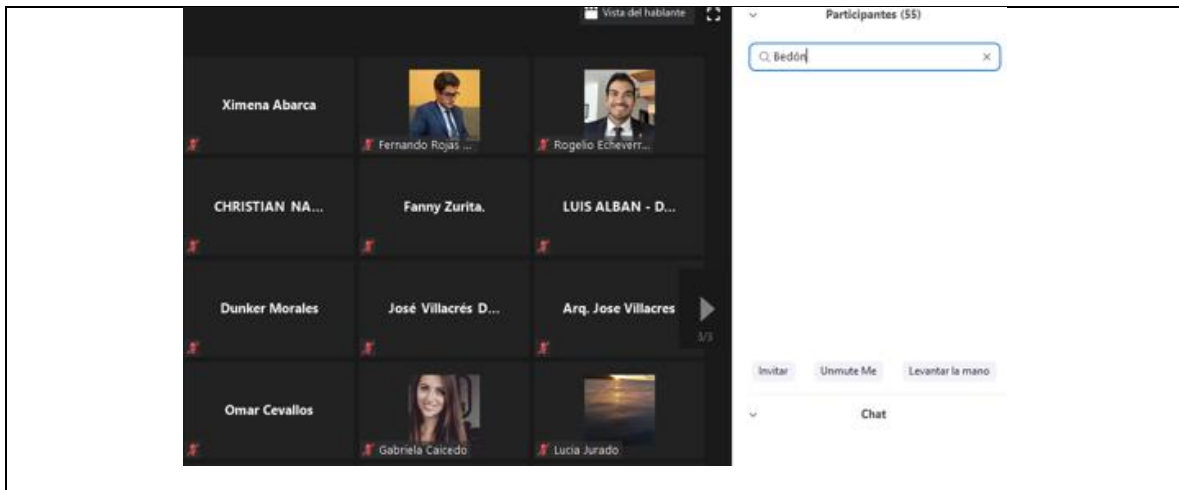 Vista del hablante
Participantes (55)
Bedón
Ximena Abarca
Fernando Rojas ...
Rogelio Echeverr...
CHRISTIAN NA...
Fanny Zurita.
LUIS ALBAN - D...
Dunker Morales
José Villacrés D...
Arq. Jose Villacres
3/3
Omar Cevallos
Gabriela Caicedo
Lucia Jurado
Invitar
Unmute Me
Levantar la mano
Chat